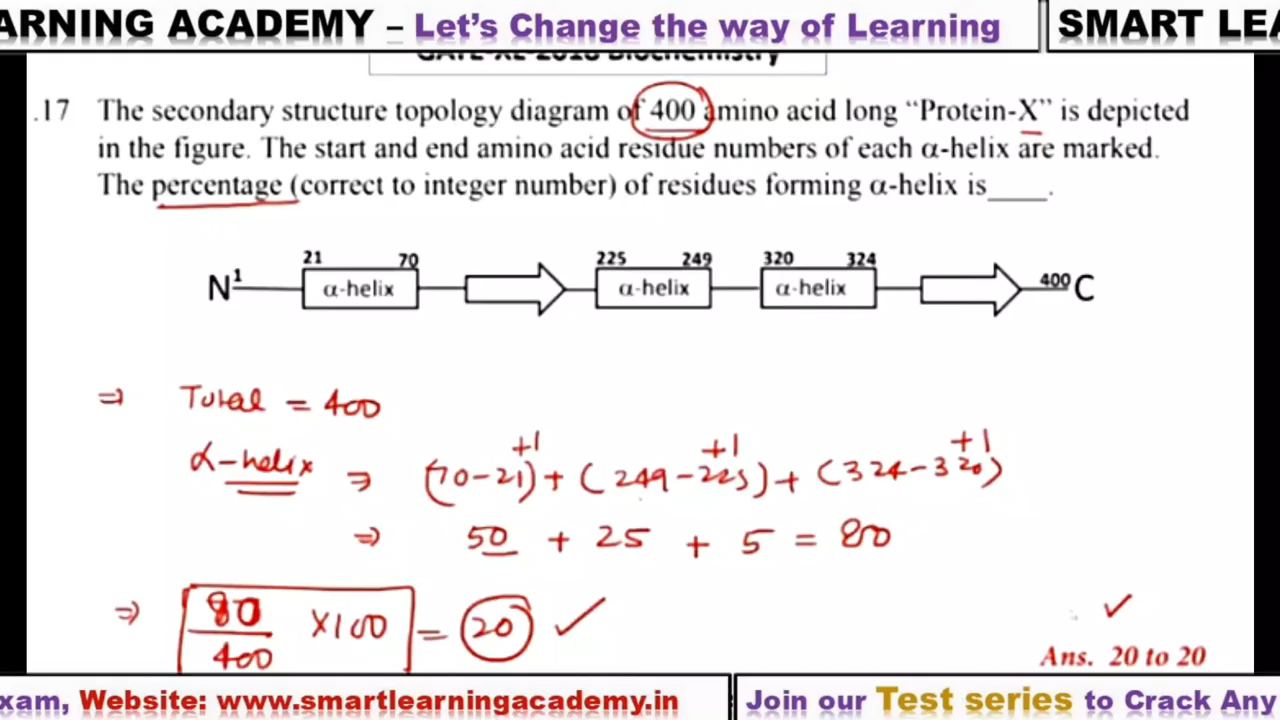 ARNING ACADEMY – Let's Change the way of Learning SMART LEA
GATE-XL-2018 Biochemistry
.17 The secondary structure topology diagram of 400 amino acid long “Protein-X” is depicted
in the figure. The start and end amino acid residue numbers of each α-helix are marked.
The percentage (correct to integer number) of residues forming α-helix is____.
21 70 225 249 320 324
N1 α-helix α-helix α-helix 400 C
⇒ Total = 400
+1 +1 +1
α-helix ⇒ (70-21) + (249-225) + (324-320)
⇒ 50 + 25 + 5 = 80
⇒ 80 ×100 = 20 ✓ ✓
400
Ans. 20 to 20
xam, Website: www.smartlearningacademy.in Join our Test series to Crack Any